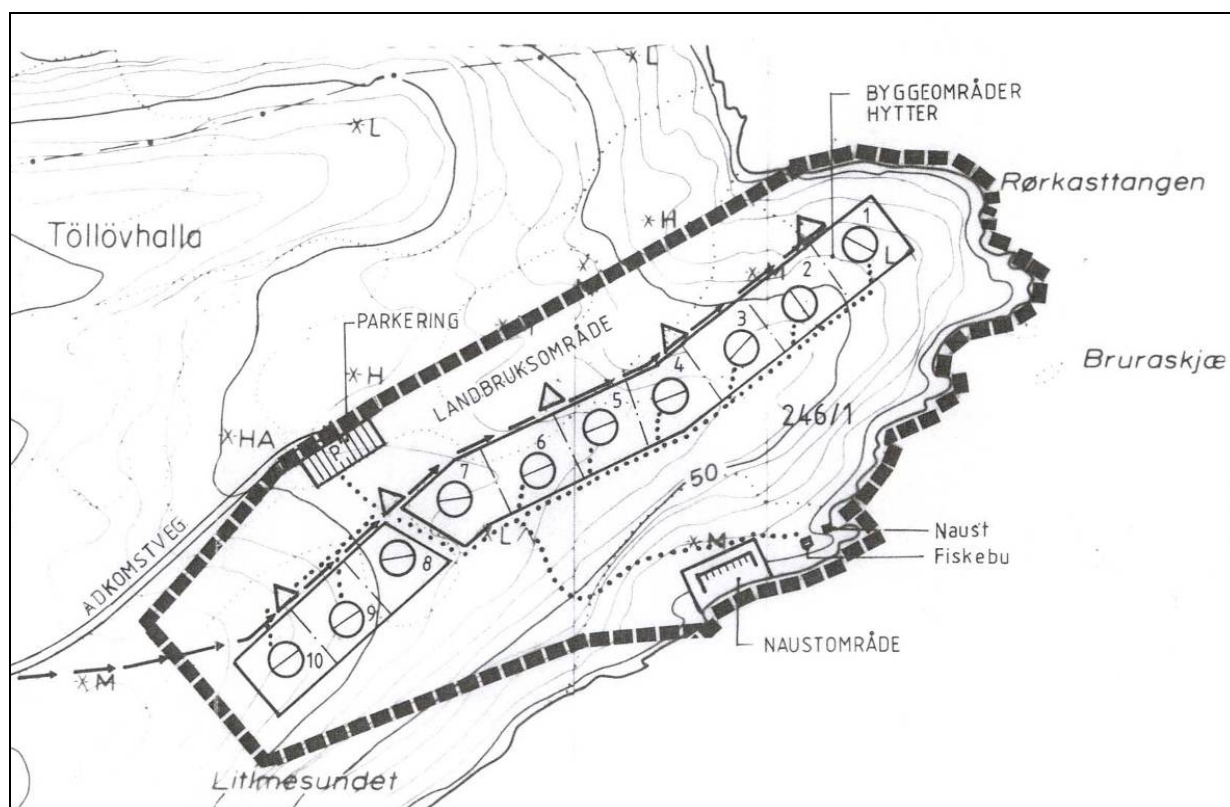 L
BYGGEOMRÅDER
HYTTER
L
Rørkasttangen
Töllövhalla
H
1
L
2
M
PARKERING
3
LANDBRUKSOMRÅDE
4
Bruraskjæ
H
5
246/1
HA
P
6
7
50
L
Naust
M
Fiskebu
8
ADKOMSTVEG
9
NAUSTOMRÅDE
10
M
Litlmesundet